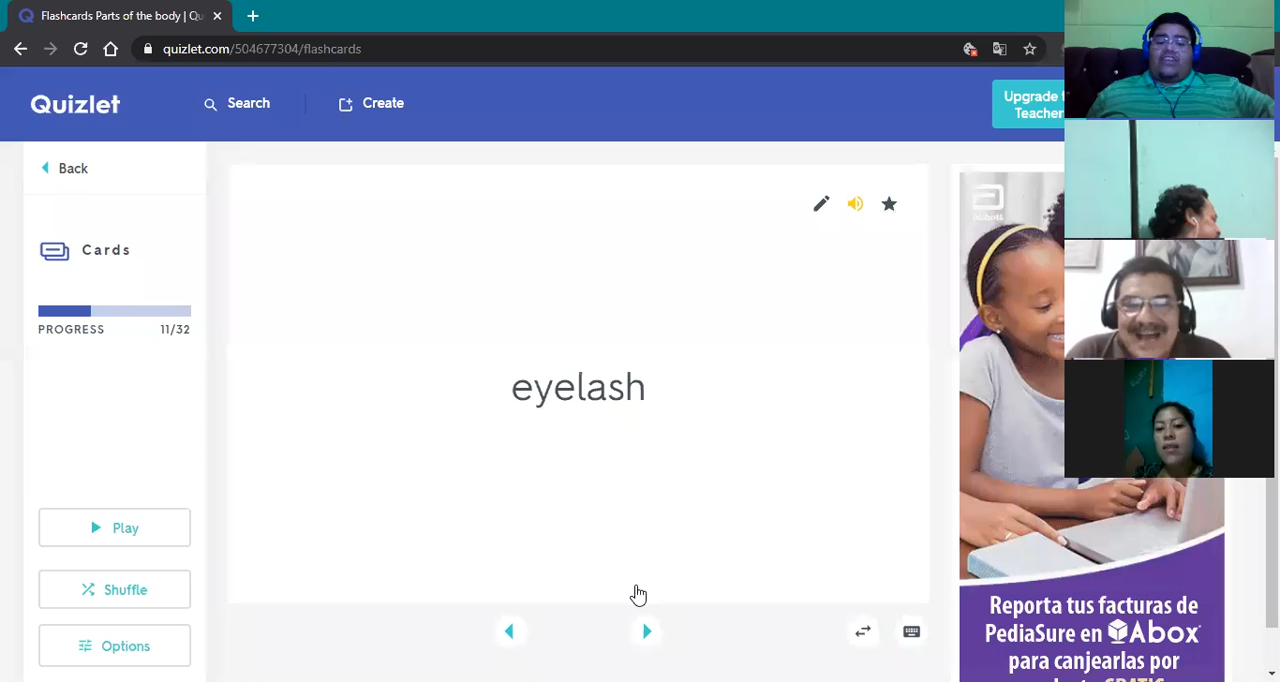 Flashcards Parts of the body | Qu
quizlet.com/504677304/flashcards
Quizlet
Search
Create
Upgrade
Teacher
Back
Cards
PROGRESS 11/32
eyelash
Play
Shuffle
Options
Reporta tus facturas de
PediaSure en Abox
para canjearlas por
GRATIS